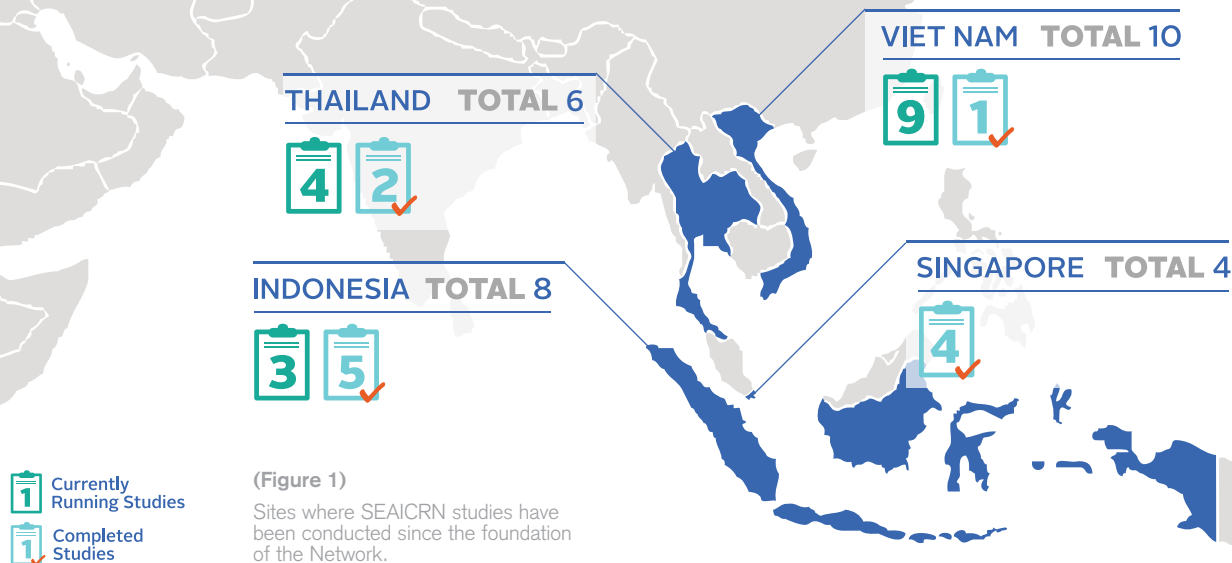 VIET NAM TOTAL 10
9 1
THAILAND TOTAL 6
4 2
SINGAPORE TOTAL 4
4
INDONESIA TOTAL 8
3 5
1 Currently
Running Studies
1 Completed
Studies
(Figure 1)
Sites where SEAICRN studies have
been conducted since the foundation
of the Network.